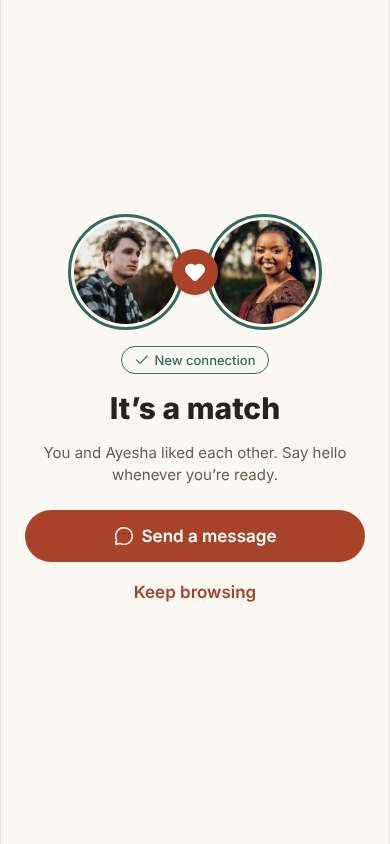 New connection
It’s a match
You and Ayesha liked each other. Say hello
whenever you’re ready.
Send a message
Keep browsing